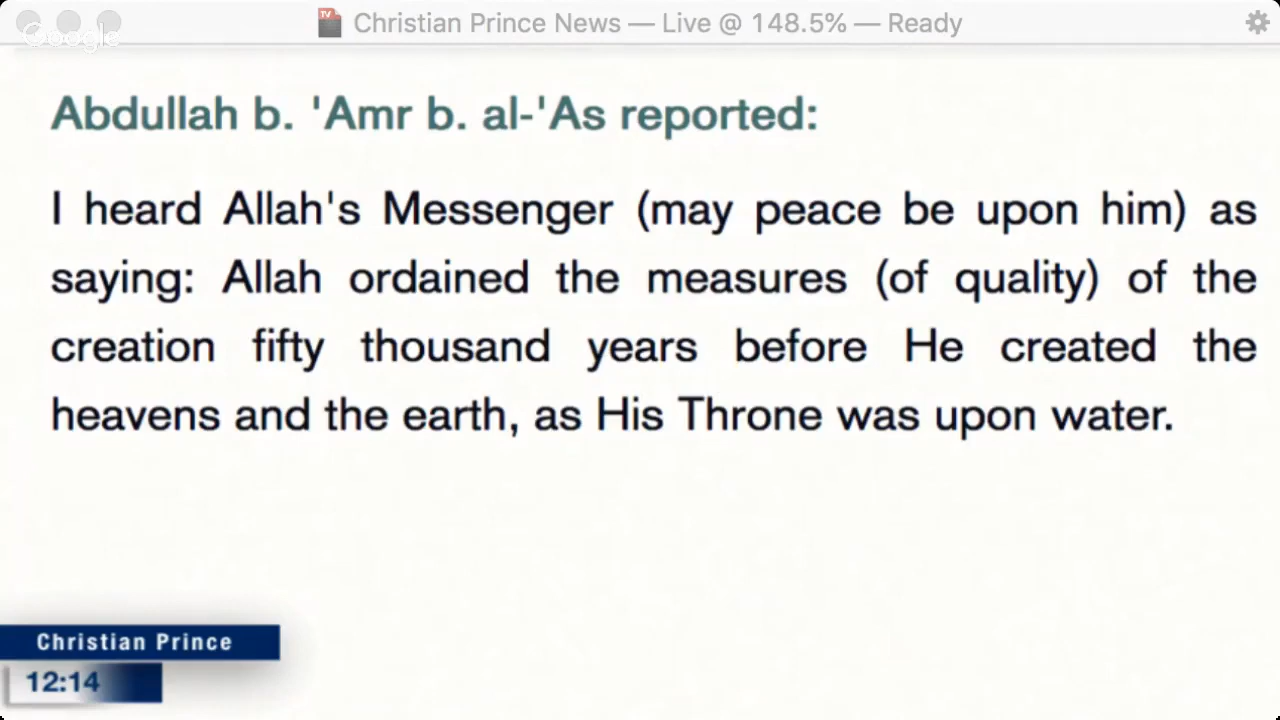 Christian Prince News — Live @ 148.5% — Ready
Google
Abdullah b. 'Amr b. al-'As reported:
I heard Allah's Messenger (may peace be upon him) as
saying: Allah ordained the measures (of quality) of the
creation fifty thousand years before He created the
heavens and the earth, as His Throne was upon water.
Christian Prince
12:14